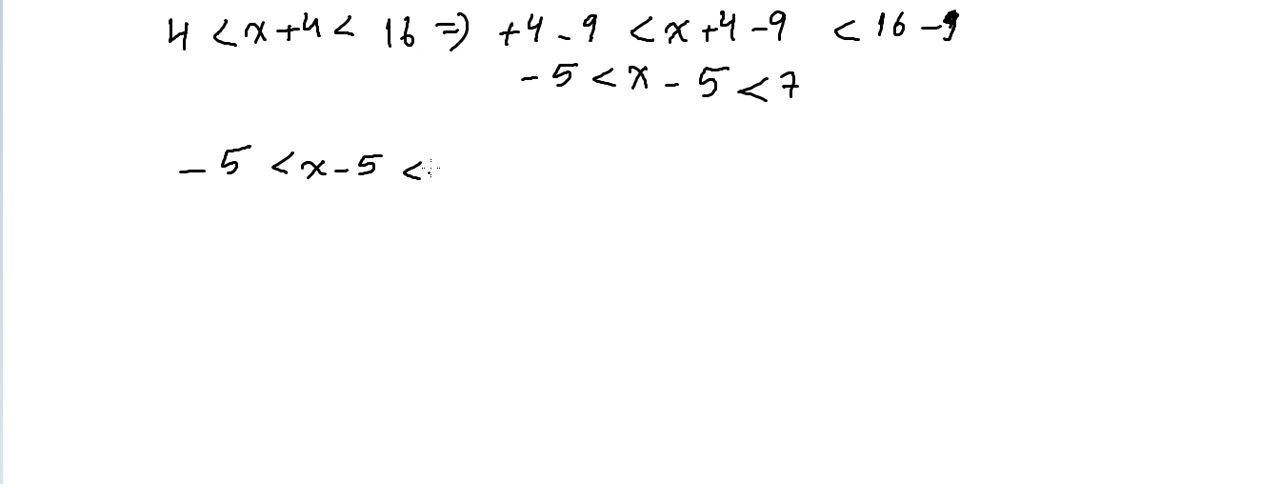 4 < x + 4 < 16 => +4 - 9 < x + 4 - 9 < 16 - 9
- 5 < x - 5 < 7
- 5 < x - 5 <